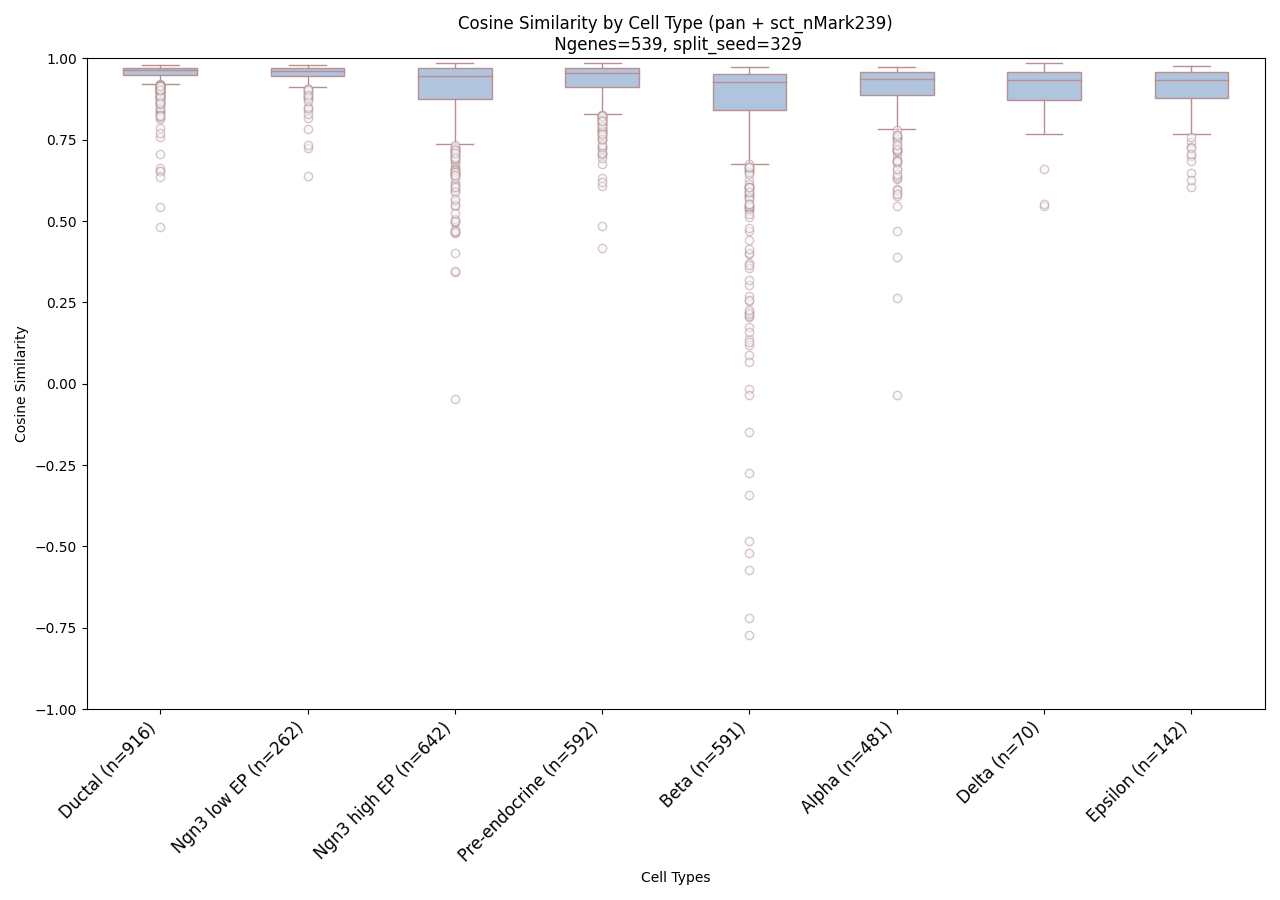 Cosine Similarity by Cell Type (pan + sct_nMark239)
Ngenes=539, split_seed=329
Cosine Similarity
1.00
0.75
0.50
0.25
0.00
−0.25
−0.50
−0.75
−1.00
Ductal (n=916)
Ngn3 low EP (n=262)
Ngn3 high EP (n=642)
Pre-endocrine (n=592)
Beta (n=591)
Alpha (n=481)
Delta (n=70)
Epsilon (n=142)
Cell Types